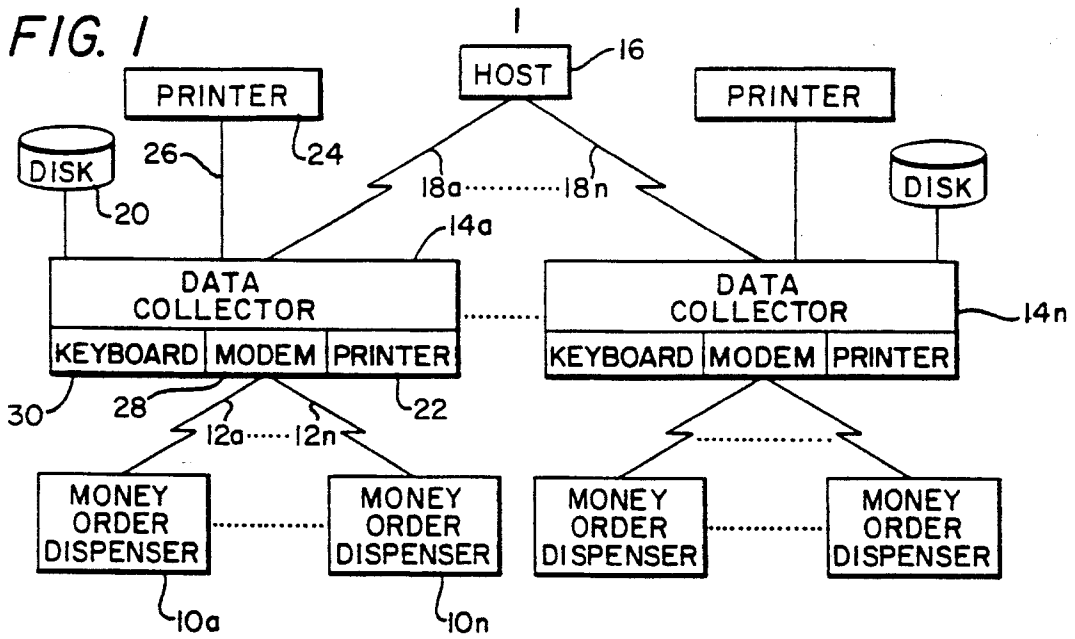 FIG. 1
1
HOST
16
PRINTER
24
PRINTER
DISK
20
26
18a
18n
DISK
14a
DATA
COLLECTOR
KEYBOARD
MODEM
PRINTER
DATA
COLLECTOR
14n
KEYBOARD
MODEM
PRINTER
30
28
22
12a
12n
MONEY
ORDER
DISPENSER
MONEY
ORDER
DISPENSER
MONEY
ORDER
DISPENSER
MONEY
ORDER
DISPENSER
10a
10n